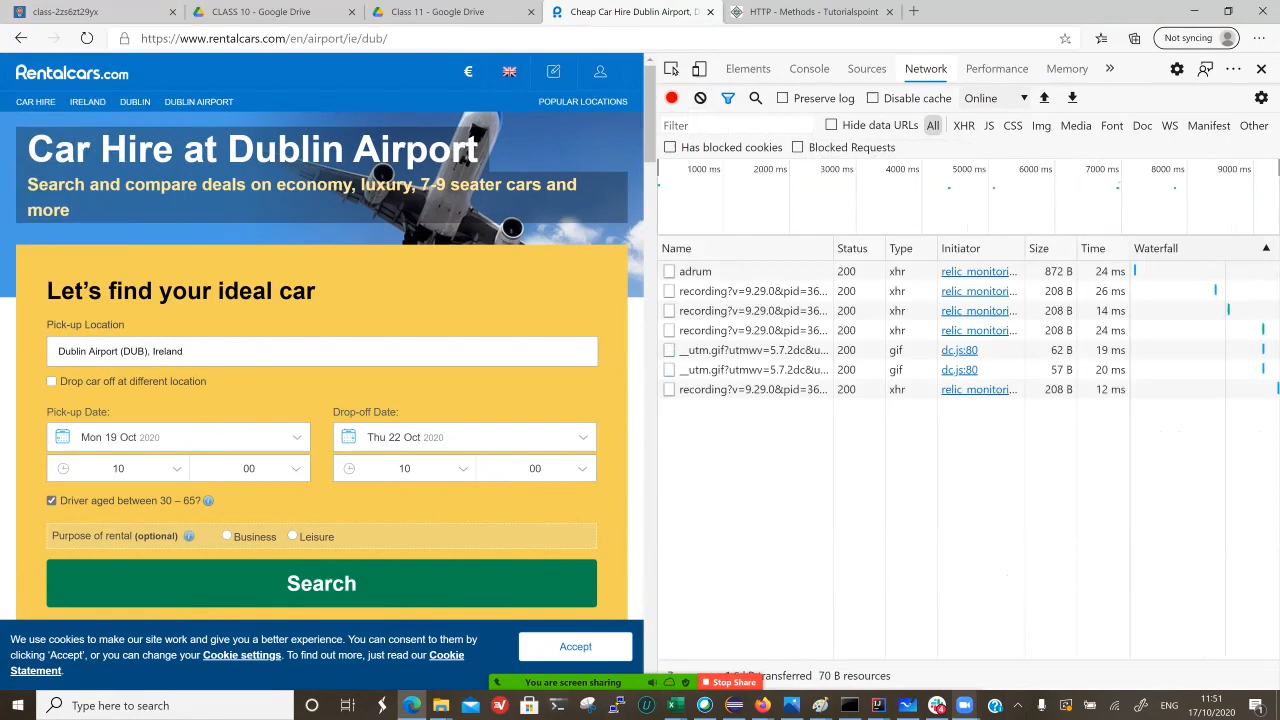 class-2zs6tzt9c
CLASS 10 - Google Drive
CLASS 11 - Google Drive
Cheap Car Hire Dublin Airport, D
HTTP - Methods - Tutorialspoint
https://www.rentalcars.com/en/airport/ie/dub/
Not syncing
Rentalcars.com
€
CAR HIRE
IRELAND
DUBLIN
DUBLIN AIRPORT
POPULAR LOCATIONS
Car Hire at Dublin Airport
Search and compare deals on economy, luxury, 7-9 seater cars and
more
Let's find your ideal car
Pick-up Location
Dublin Airport (DUB), Ireland
Drop car off at different location
Pick-up Date:
Drop-off Date:
Mon 19 Oct 2020
Thu 22 Oct 2020
10 00
10 00
Driver aged between 30 – 65?
Purpose of rental (optional)
Business
Leisure
Search
We use cookies to make our site work and give you a better experience. You can consent to them by
clicking 'Accept', or you can change your Cookie settings. To find out more, just read our Cookie
Statement.
Accept
Elements Console Sources Network Performance Memory
Preserve log
Disable cache
Online
Filter
Hide data URLs
All XHR JS CSS Img Media Font Doc WS Manifest Other
Has blocked cookies
Blocked Requests
1000 ms 2000 ms 3000 ms 4000 ms 5000 ms 6000 ms 7000 ms 8000 ms 9000 ms
Name Status Type Initiator Size Time Waterfall
adrum 200 xhr relic_monitori... 872 B 24 ms
recording?v=9.29.0&pid=36... 200 xhr relic_monitori... 208 B 26 ms
recording?v=9.29.0&pid=36... 200 xhr relic_monitori... 208 B 14 ms
recording?v=9.29.0&pid=36... 200 xhr relic_monitori... 208 B 24 ms
__utm.gif?utmwv=5.7.2dc&u... 200 gif dc.js:80 62 B 19 ms
__utm.gif?utmwv=5.7.2dc&u... 200 gif dc.js:80 57 B 20 ms
recording?v=9.29.0&pid=36... 200 xhr relic_monitori... 208 B 12 ms
70 B resources
You are screen sharing
Stop Share
Type here to search
11:51
17/10/2020